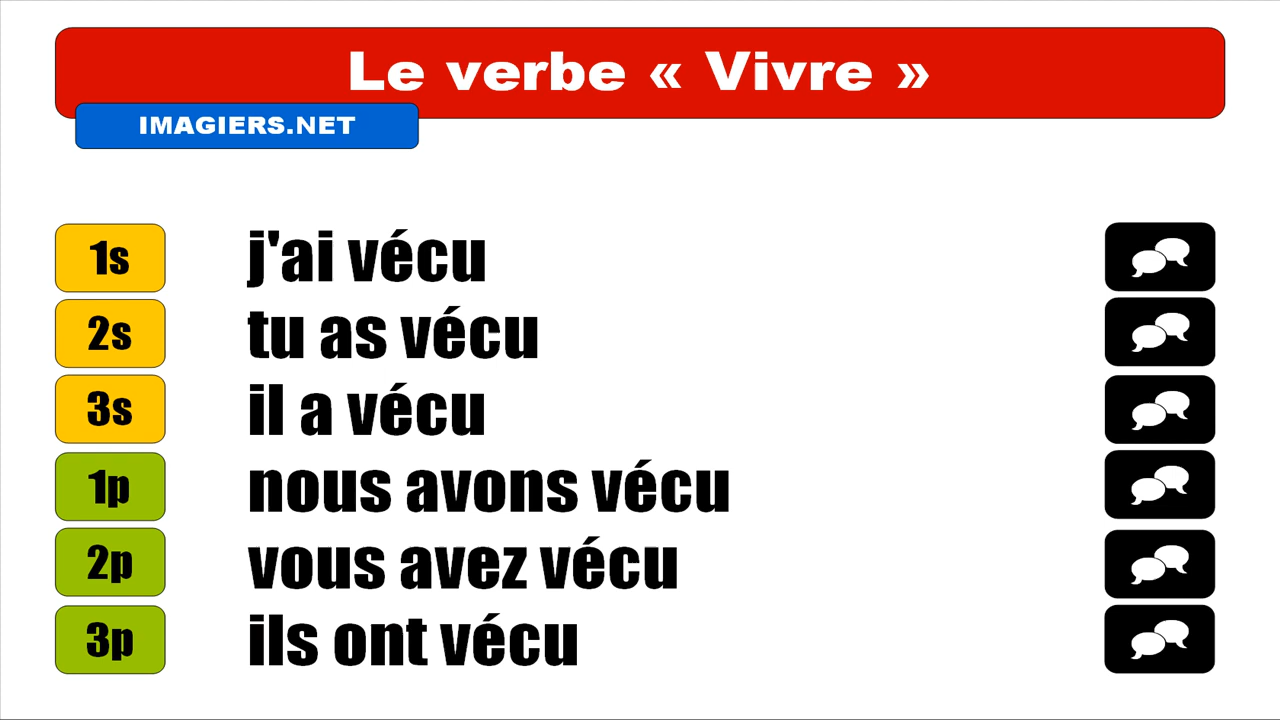 Le verbe « Vivre »
IMAGIERS.NET
1s j'ai vécu
2s tu as vécu
3s il a vécu
1p nous avons vécu
2p vous avez vécu
3p ils ont vécu